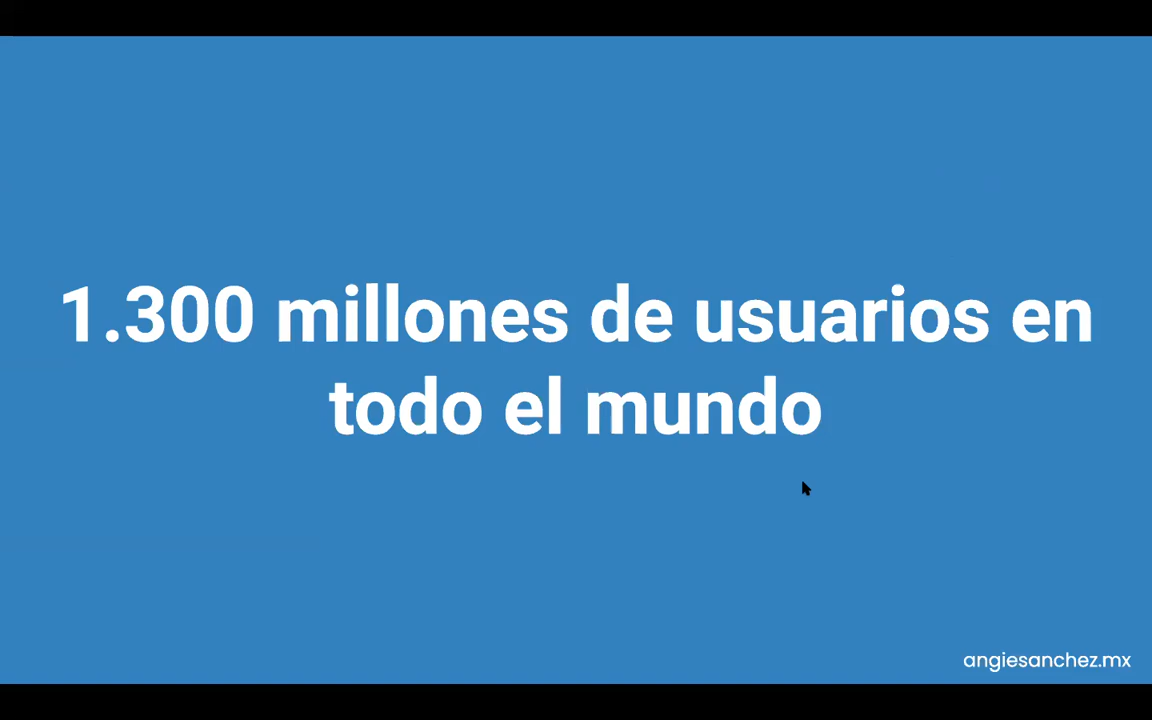 1.300 millones de usuarios en
todo el mundo
angiesanchez.mx